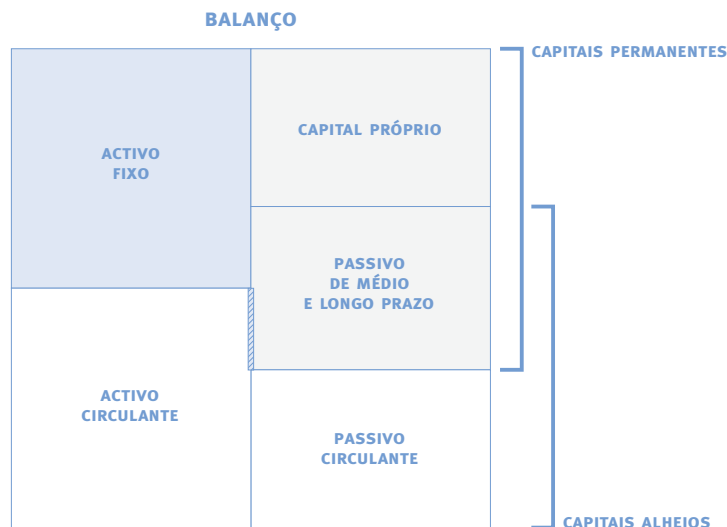 BALANÇO
CAPITAIS PERMANENTES
CAPITAL PRÓPRIO
ACTIVO
FIXO
PASSIVO
DE MÉDIO
E LONGO PRAZO
ACTIVO
CIRCULANTE
PASSIVO
CIRCULANTE
CAPITAIS ALHEIOS